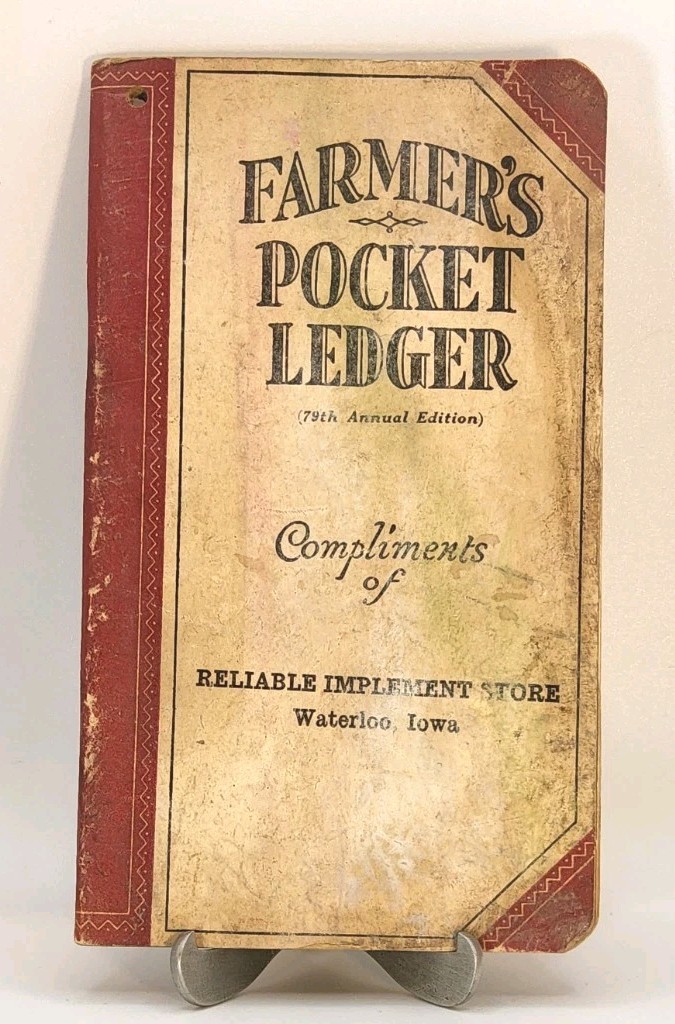 FARMER'S
POCKET
LEDGER
(79th Annual Edition)
Compliments
of
RELIABLE IMPLEMENT STORE
Waterloo, Iowa